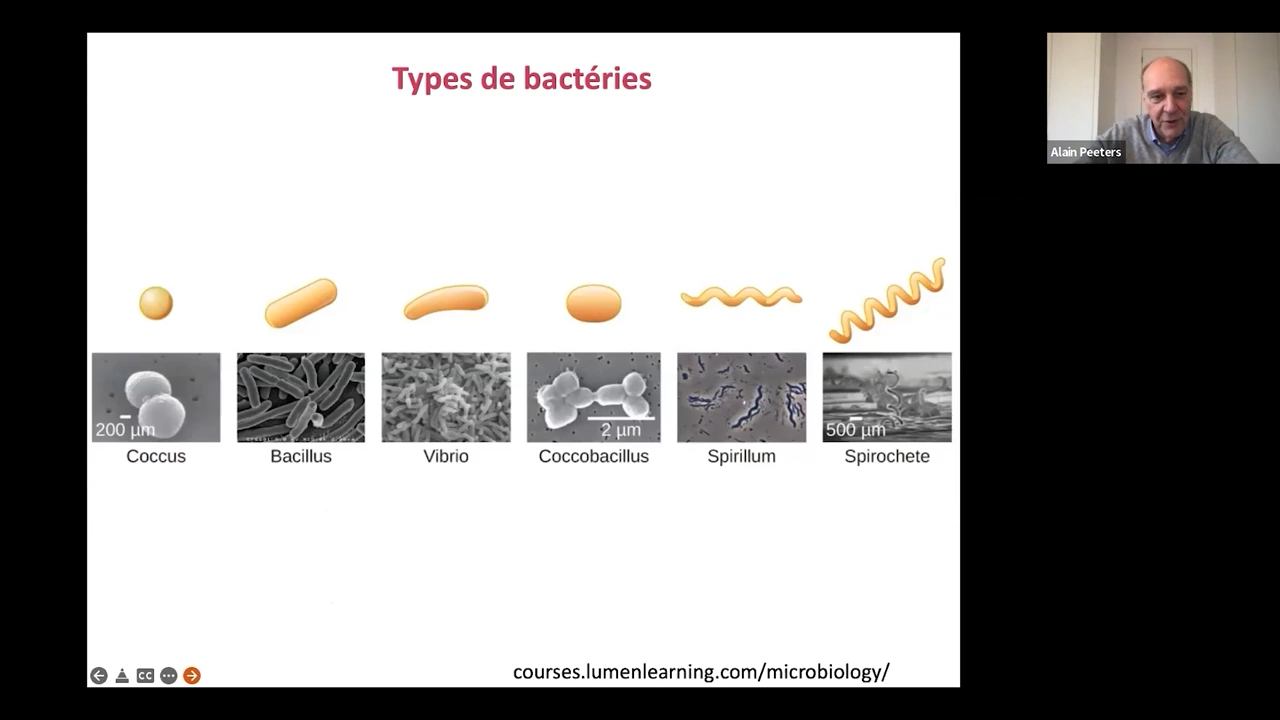 Types de bactéries
Alain Peeters
200 µm
2 µm
500 µm
Coccus
Bacillus
Vibrio
Coccobacillus
Spirillum
Spirochete
CC
courses.lumenlearning.com/microbiology/